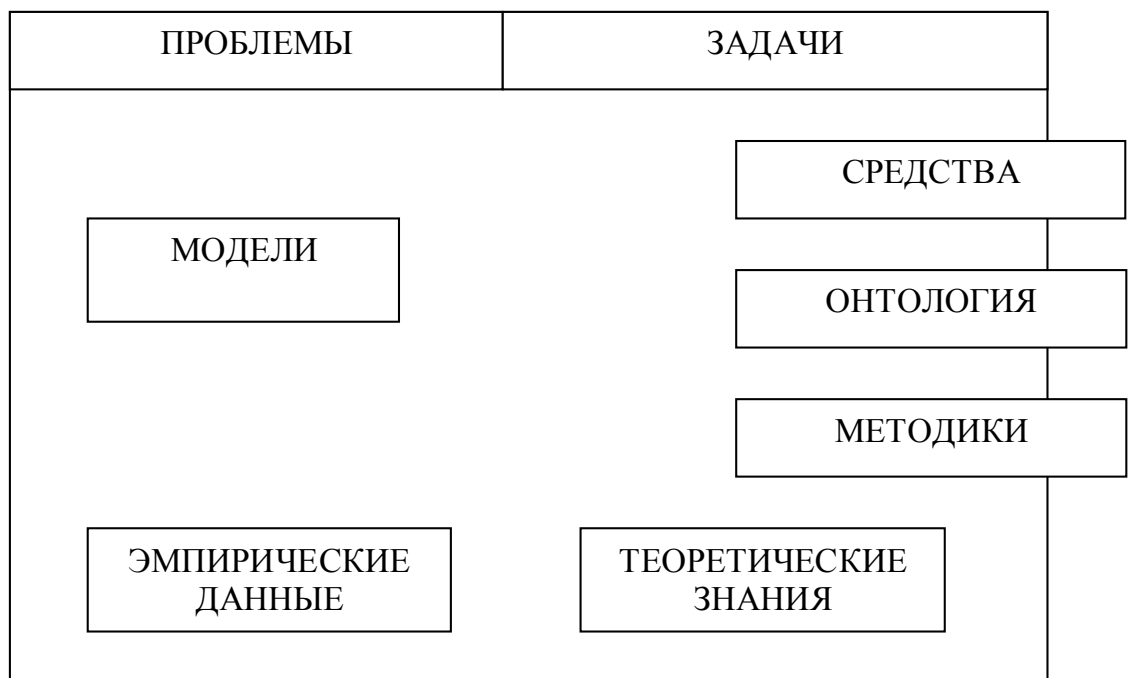 ПРОБЛЕМЫ
ЗАДАЧИ
СРЕДСТВА
МОДЕЛИ
ОНТОЛОГИЯ
МЕТОДИКИ
ЭМПИРИЧЕСКИЕ
ДАННЫЕ
ТЕОРЕТИЧЕСКИЕ
ЗНАНИЯ